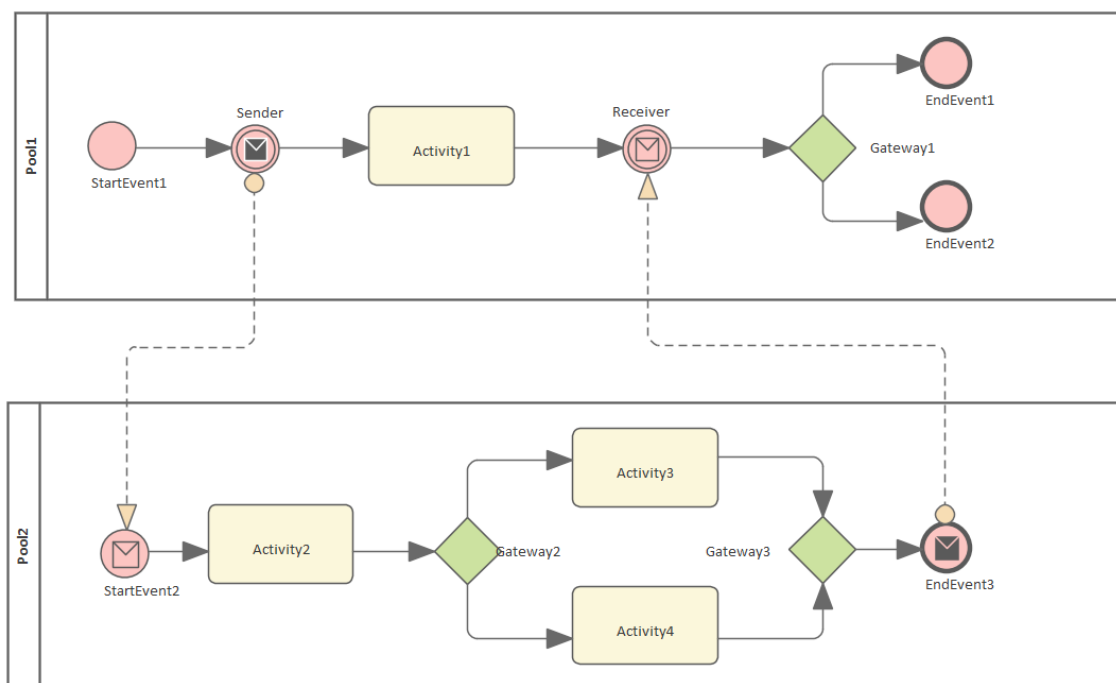 Pool1
StartEvent1
Sender
Activity1
Receiver
Gateway1
EndEvent1
EndEvent2
Pool2
StartEvent2
Activity2
Gateway2
Activity3
Activity4
Gateway3
EndEvent3